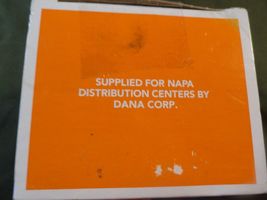 SUPPLIED FOR NAPA
DISTRIBUTION CENTERS BY
DANA CORP.